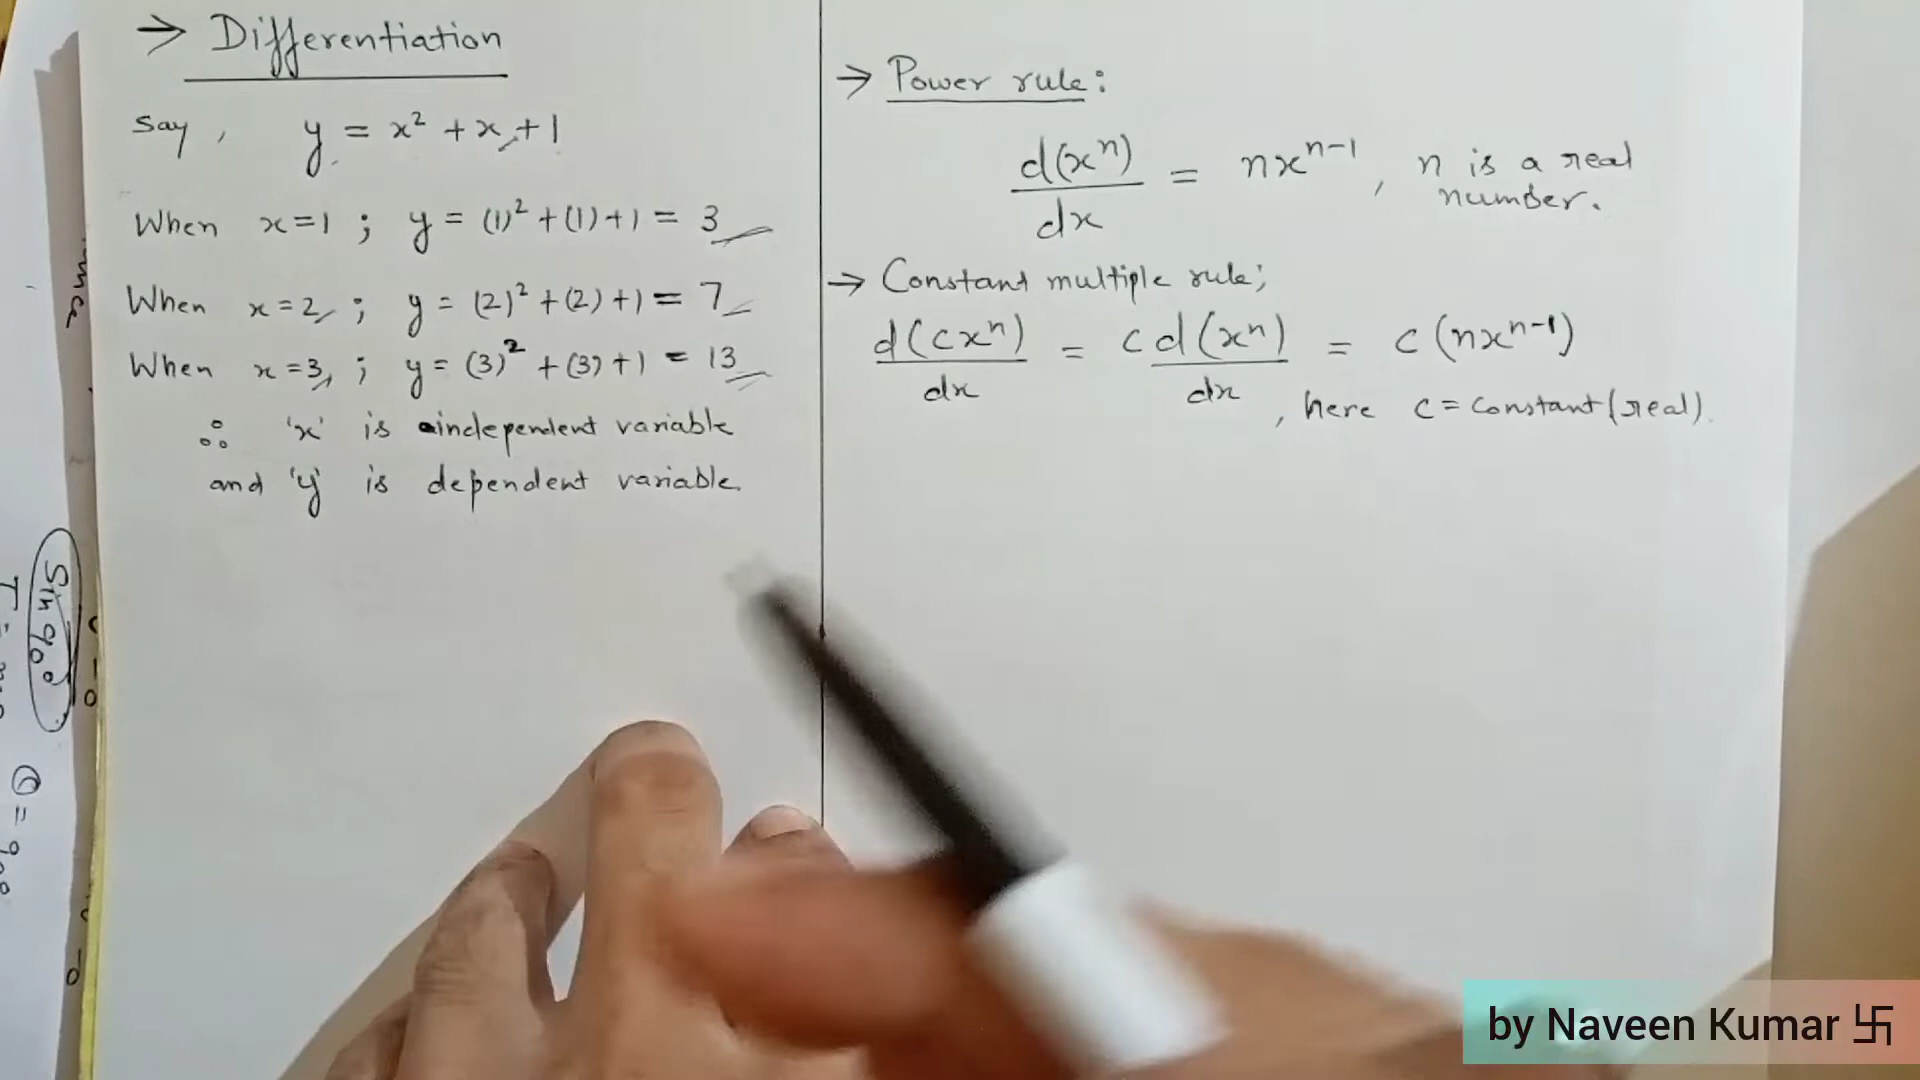 → Differentiation
Say, y = x² + x + 1
When x=1 ; y = (1)² + (1) + 1 = 3
When x=2 ; y = (2)² + (2) + 1 = 7
When x=3 ; y = (3)² + (3) + 1 = 13
∴ 'x' is independent variable
and 'y' is dependent variable.
→ Power rule:
d(xⁿ)/dx = nxⁿ⁻¹, n is a real
number.
→ Constant multiple rule;
d(cxⁿ)/dx = c d(xⁿ)/dx = c(nxⁿ⁻¹)
, here c = constant (real).
Sin 90°
by Naveen Kumar 卐